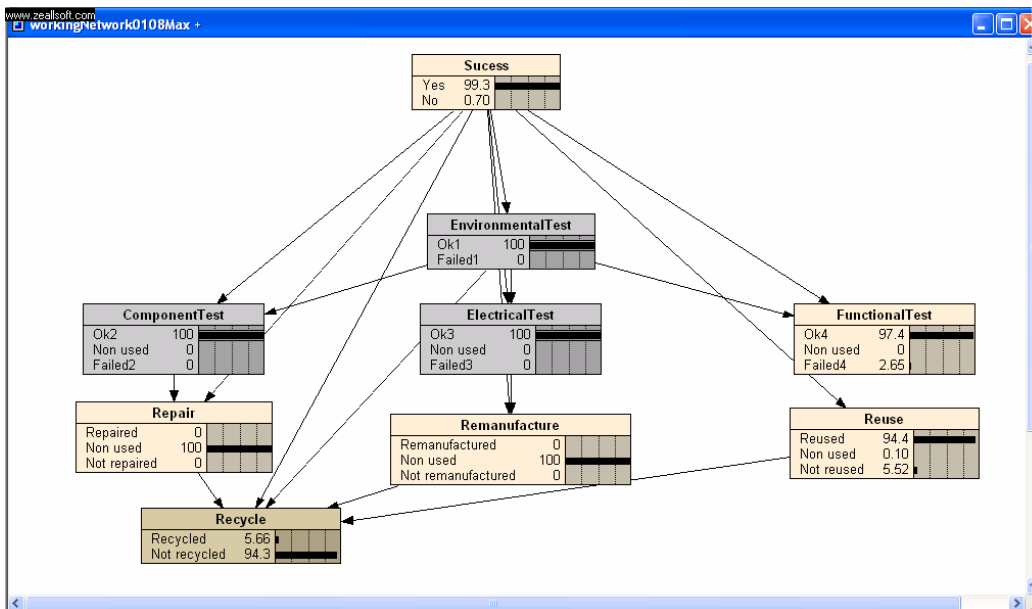 www.zeallsoft.com
workingNetwork0108Max +
Sucess
Yes 99.3
No 0.70
EnvironmentalTest
Ok1 100
Failed1 0
ComponentTest
Ok2 100
Non used 0
Failed2 0
ElectricalTest
Ok3 100
Non used 0
Failed3 0
FunctionalTest
Ok4 97.4
Non used 0
Failed4 2.65
Repair
Repaired 0
Non used 100
Not repaired 0
Remanufacture
Remanufactured 0
Non used 100
Not remanufactured 0
Reuse
Reused 94.4
Non used 0.10
Not reused 5.52
Recycle
Recycled 5.66
Not recycled 94.3